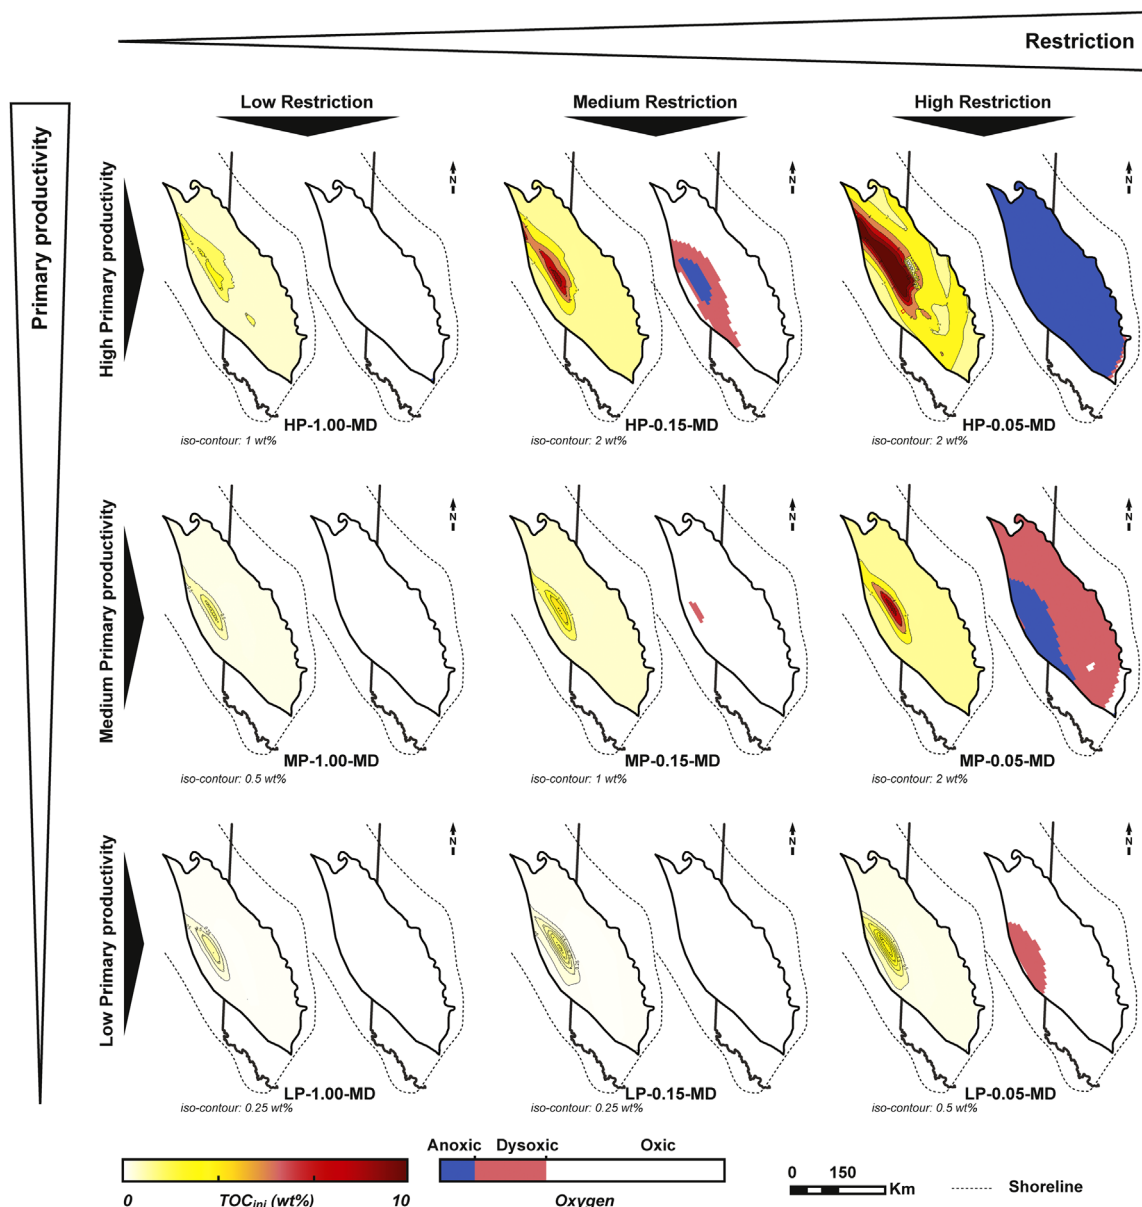 Restriction
Primary productivity
Low Restriction
Medium Restriction
High Restriction
High Primary productivity
N
N
N
HP-1.00-MD
HP-0.15-MD
HP-0.05-MD
iso-contour: 1 wt%
iso-contour: 2 wt%
iso-contour: 2 wt%
Medium Primary productivity
N
N
N
MP-1.00-MD
MP-0.15-MD
MP-0.05-MD
iso-contour: 0.5 wt%
iso-contour: 1 wt%
iso-contour: 2 wt%
Low Primary productivity
N
N
N
LP-1.00-MD
LP-0.15-MD
LP-0.05-MD
iso-contour: 0.25 wt%
iso-contour: 0.25 wt%
iso-contour: 0.5 wt%
Anoxic Dysoxic Oxic
0 TOCini (wt%) 10
Oxygen
0 150
Km
Shoreline